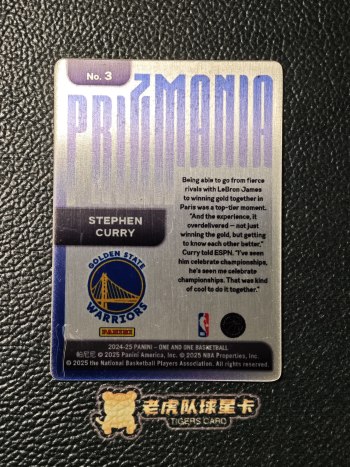 No. 3
PRIZMANIA
Being able to go from fierce
rivals with LeBron James
to winning gold together in
Paris was a top-tier moment.
"And the experience, it
overdelivered — not just
winning the gold, but getting
to know each other better,"
Curry told ESPN. "I've seen
him celebrate championships,
he's seen me celebrate
championships. That was kind
of cool to do it together."
STEPHEN
CURRY
GOLDEN STATE
WARRIORS
PANINI
NBA
2024-25 PANINI – ONE AND ONE BASKETBALL
帕尼尼 © 2025 Panini America, Inc. © 2025 NBA Properties, Inc.
© 2025 the National Basketball Players Association. All rights reserved.
老虎队球星卡
TIGERS CARD